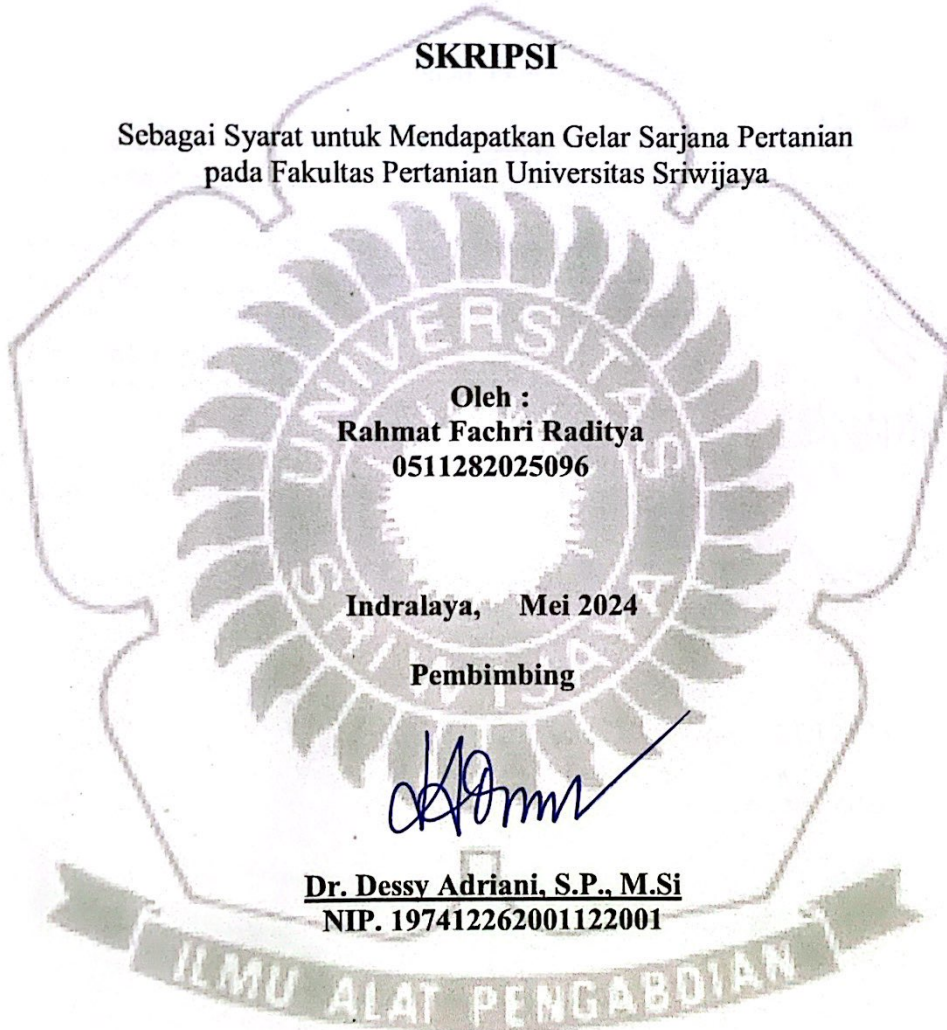 SKRIPSI
Sebagai Syarat untuk Mendapatkan Gelar Sarjana Pertanian
pada Fakultas Pertanian Universitas Sriwijaya
UNIVERSITAS
Oleh :
Rahmat Fachri Raditya
0511282025096
Indralaya, Mei 2024
SRIWIJAYA
Pembimbing
Dr. Dessy Adriani, S.P., M.Si
NIP. 197412262001122001
ILMU ALAT PENGABDIAN